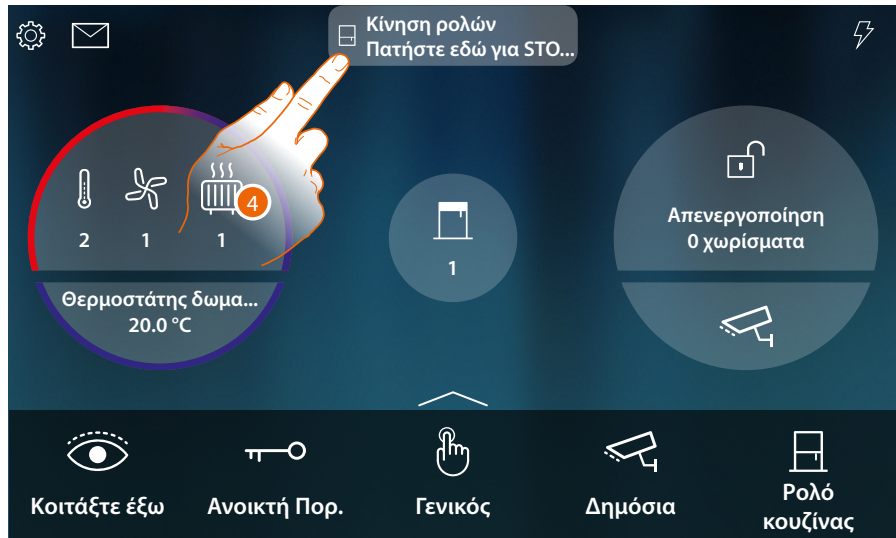 Κίνηση ρολών
Πατήστε εδώ για STO...
4
2
1
1
Θερμοστάτης δωμα...
20.0 °C
1
Απενεργοποίηση
0 χωρίσματα
Κοιτάξτε έξω
Ανοικτή Πορ.
Γενικός
Δημόσια
Ρολό
κουζίνας